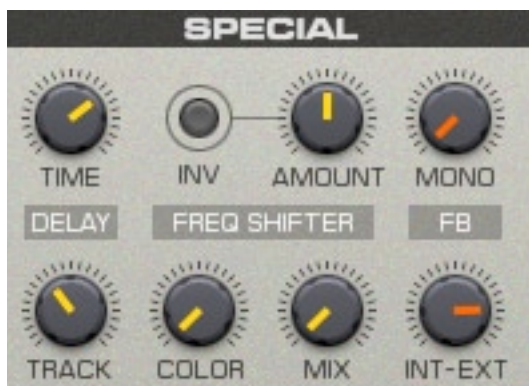 SPECIAL
TIME INV AMOUNT MONO
DELAY FREQ SHIFTER FB
TRACK COLOR MIX INT-EXT